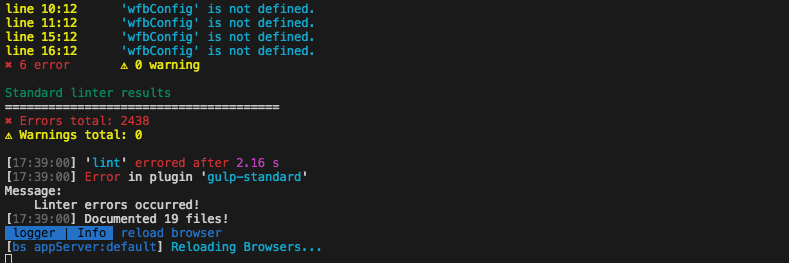 line 10:12 'wfbConfig' is not defined.
line 11:12 'wfbConfig' is not defined.
line 15:12 'wfbConfig' is not defined.
line 16:12 'wfbConfig' is not defined.
✖ 6 error ⚠ 0 warning
Standard linter results
======================================
✖ Errors total: 2438
⚠ Warnings total: 0
[17:39:00] 'lint' errored after 2.16 s
[17:39:00] Error in plugin 'gulp-standard'
Message:
Linter errors occurred!
[17:39:00] Documented 19 files!
logger | Info reload browser
[bs appServer:default] Reloading Browsers...